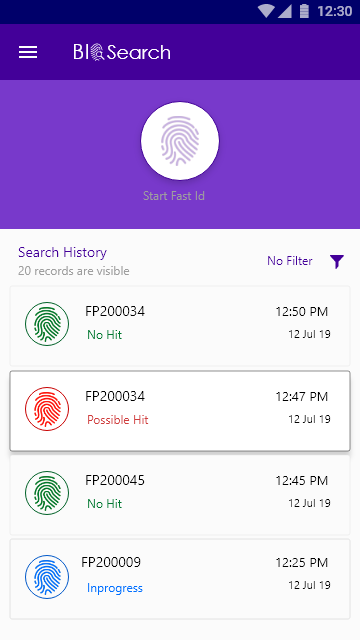 12:30
BIOSearch
Start Fast Id
Search History
20 records are visible
No Filter
FP200034
12:50 PM
No Hit
12 Jul 19
FP200034
12:47 PM
Possible Hit
12 Jul 19
FP200045
12:45 PM
No Hit
12 Jul 19
FP200009
12:25 PM
Inprogress
12 Jul 19